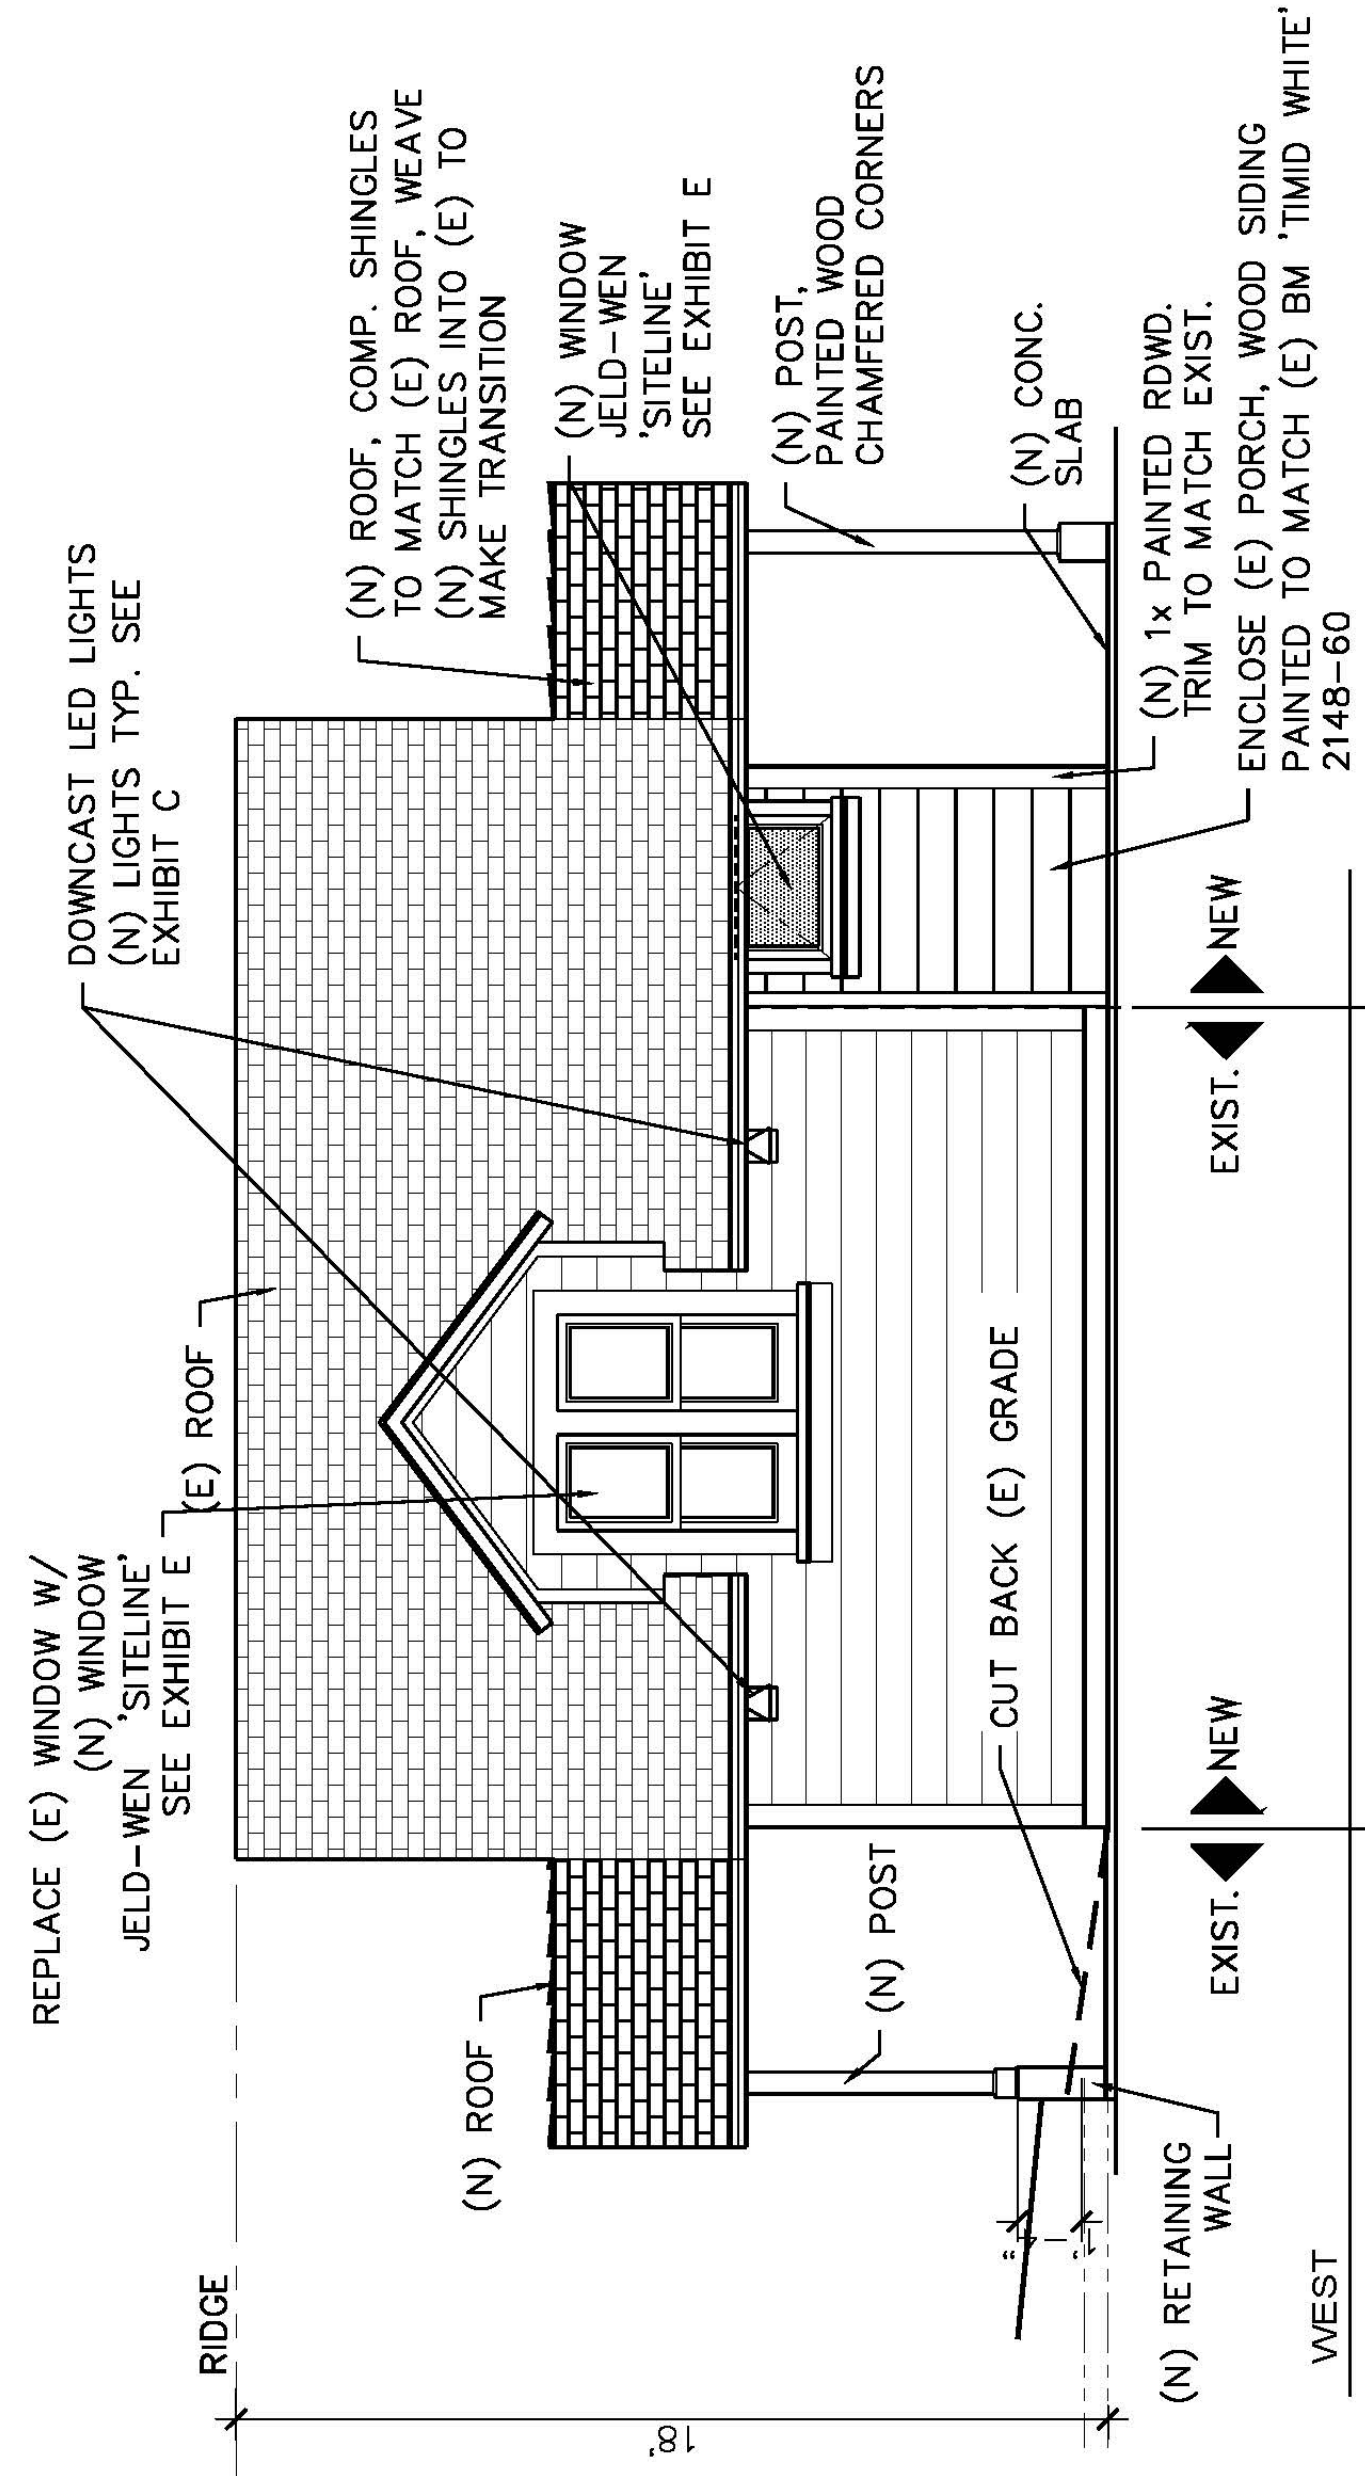 REPLACE (E) WINDOW W/
(N) WINDOW
JELD-WEN 'SITELINE'
SEE EXHIBIT E
(E) ROOF
DOWNCAST LED LIGHTS
(N) LIGHTS TYP. SEE
EXHIBIT C
(N) ROOF, COMP. SHINGLES
TO MATCH (E) ROOF, WEAVE
(N) SHINGLES INTO (E) TO
MAKE TRANSITION
(N) WINDOW
JELD-WEN
'SITELINE'
SEE EXHIBIT E
(N) POST,
PAINTED WOOD
CHAMFERED CORNERS
(N) CONC.
SLAB
(N) 1x PAINTED RDWD.
TRIM TO MATCH EXIST.
ENCLOSE (E) PORCH, WOOD SIDING
PAINTED TO MATCH (E) BM 'TIMID WHITE'
2148-60
RIDGE
18'
(N) ROOF
(N) POST
CUT BACK (E) GRADE
(N) RETAINING
WALL
EXIST.
NEW
EXIST.
NEW
WEST